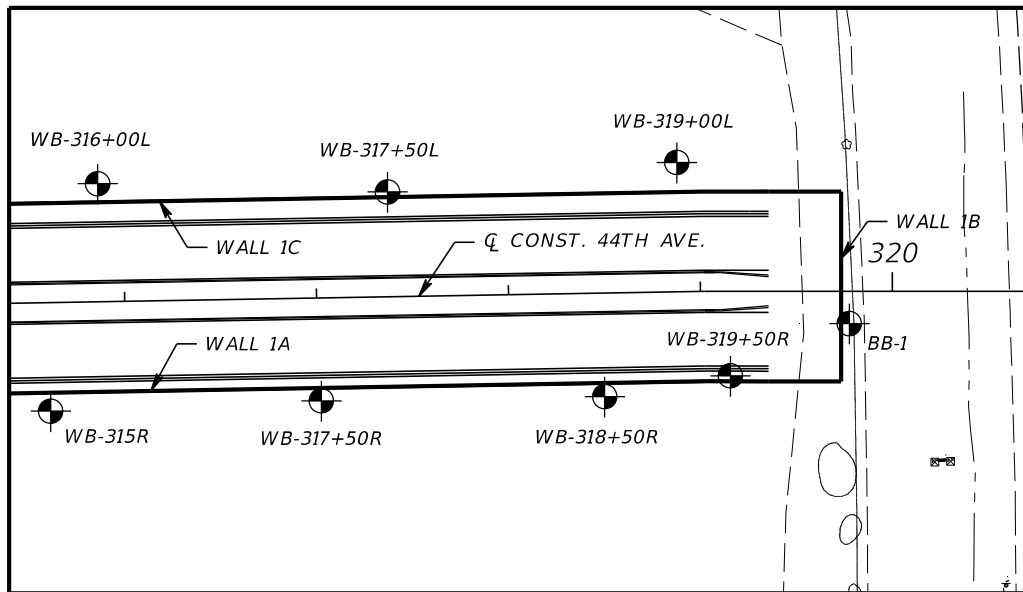 WB-319+00L
WB-316+00L
WB-317+50L
WALL 1B
WALL 1C
℄ CONST. 44TH AVE.
320
WALL 1A
WB-319+50R
BB-1
WB-315R
WB-317+50R
WB-318+50R